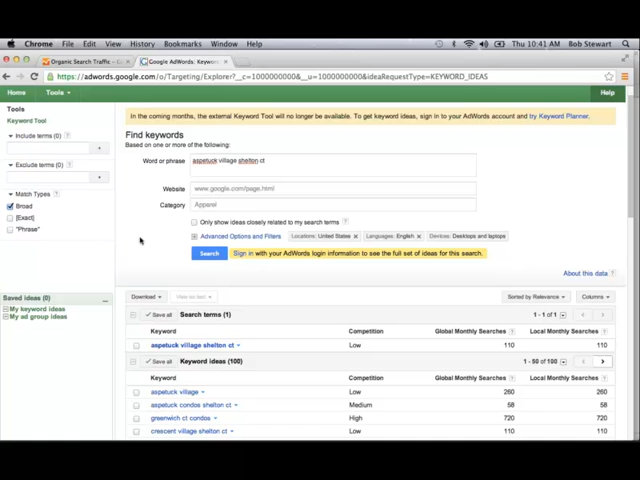 Chrome File Edit View History Bookmarks Window Help Thu 10:41 AM Bob Stewart
Organic Search Traffic - G
Google AdWords: Keywor
https://adwords.google.com/o/Targeting/Explorer?__c=1000000000&__u=1000000000&ideaRequestType=KEYWORD_IDEAS
Home Tools Help
Tools
Keyword Tool
Include terms (0) ?
Exclude terms (0) ?
Match Types ?
Broad
[Exact]
"Phrase"
Saved ideas (0)
My keyword ideas
My ad group ideas
In the coming months, the external Keyword Tool will no longer be available. To get keyword ideas, sign in to your AdWords account and try Keyword Planner.
Find keywords
Based on one or more of the following:
Word or phrase aspetuck village shelton ct
Website www.google.com/page.html
Category Apparel
Only show ideas closely related to my search terms ?
Advanced Options and Filters Locations: United States × Languages: English × Devices: Desktops and laptops
Search Sign in with your AdWords login information to see the full set of ideas for this search.
About this data ?
Download View as text Sorted by Relevance Columns
Save all Search terms (1) 1 - 1 of 1
Keyword Competition Global Monthly Searches ? Local Monthly Searches ?
aspetuck village shelton ct Low 110 110
Save all Keyword ideas (100) 1 - 50 of 100
Keyword Competition Global Monthly Searches ? Local Monthly Searches ?
aspetuck village Low 260 260
aspetuck condos shelton ct Medium 58 58
greenwich ct condos High 720 720
crescent village shelton ct Low 110 110